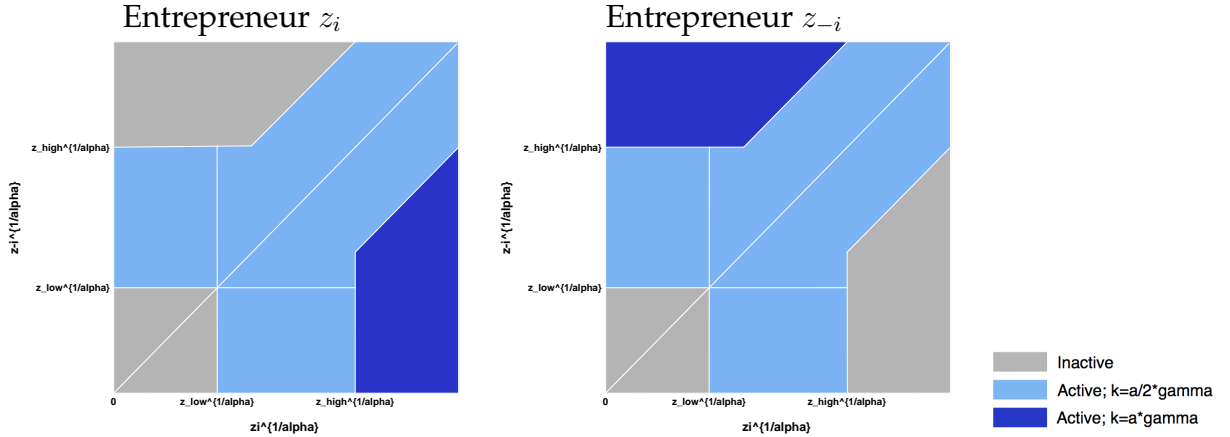 Entrepreneur z_i
Entrepreneur z_{-i}
z_high^{1/alpha}
z-i^{1/alpha}
z_low^{1/alpha}
0
z_low^{1/alpha}
z_high^{1/alpha}
zi^{1/alpha}
z_high^{1/alpha}
z-i^{1/alpha}
z_low^{1/alpha}
0
z_low^{1/alpha}
z_high^{1/alpha}
zi^{1/alpha}
Inactive
Active; k=a/2*gamma
Active; k=a*gamma